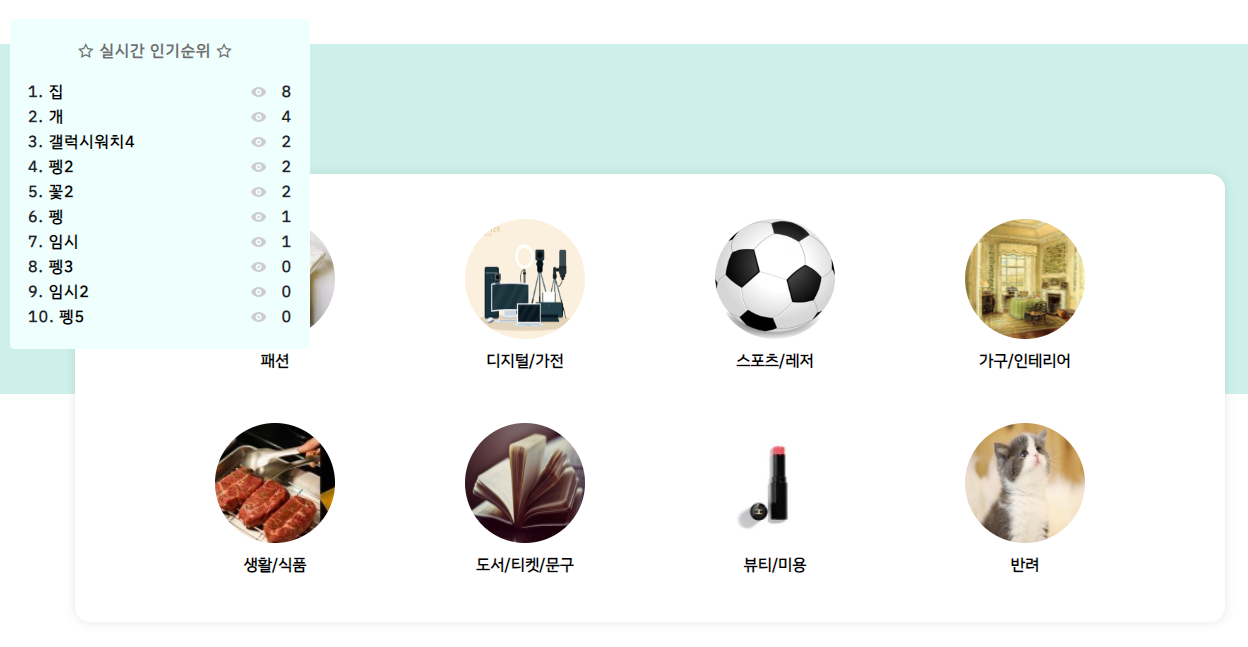 ☆ 실시간 인기순위 ☆
1. 집 8
2. 개 4
3. 갤럭시워치4 2
4. 펭2 2
5. 꽃2 2
6. 펭 1
7. 임시 1
8. 펭3 0
9. 임시2 0
10. 펭5 0
패션
디지털/가전
스포츠/레저
가구/인테리어
생활/식품
도서/티켓/문구
뷰티/미용
반려